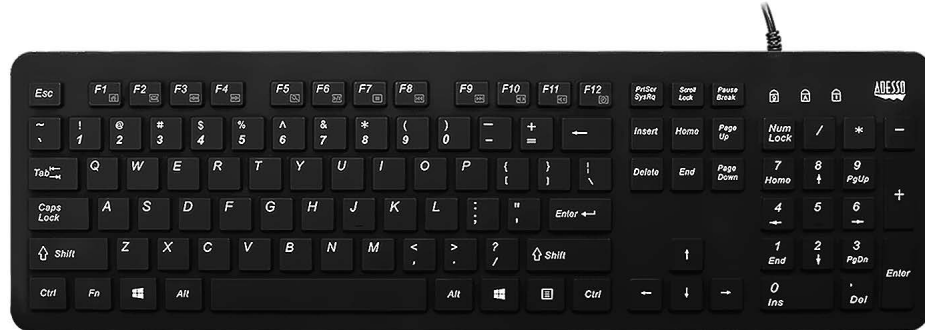 Esc F1 F2 F3 F4 F5 F6 F7 F8 F9 F10 F11 F12 PrtScr SysRq Scroll Lock Pause Break ADESSO
~ ` ! 1 @ 2 # 3 $ 4 % 5 ^ 6 & 7 * 8 ( 9 ) 0 _ - + = ← Insert Home Page Up Num Lock / * −
Tab Q W E R T Y U I O P { [ } ] ¦ \ Delete End Page Down 7 Home 8 ↑ 9 PgUp +
Caps Lock A S D F G H J K L : ; " ' Enter ↵ 4 ← 5 6 →
⇧ Shift Z X C V B N M < , > . ? / ⇧ Shift ↑ 1 End 2 ↓ 3 PgDn Enter
Ctrl Fn Alt Alt Ctrl ← ↓ → 0 Ins . Del